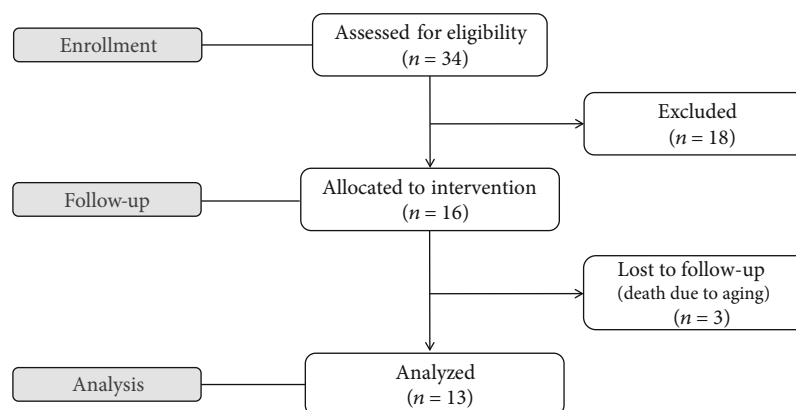 Enrollment
Assessed for eligibility
(n = 34)
Excluded
(n = 18)
Follow-up
Allocated to intervention
(n = 16)
Lost to follow-up
(death due to aging)
(n = 3)
Analysis
Analyzed
(n = 13)